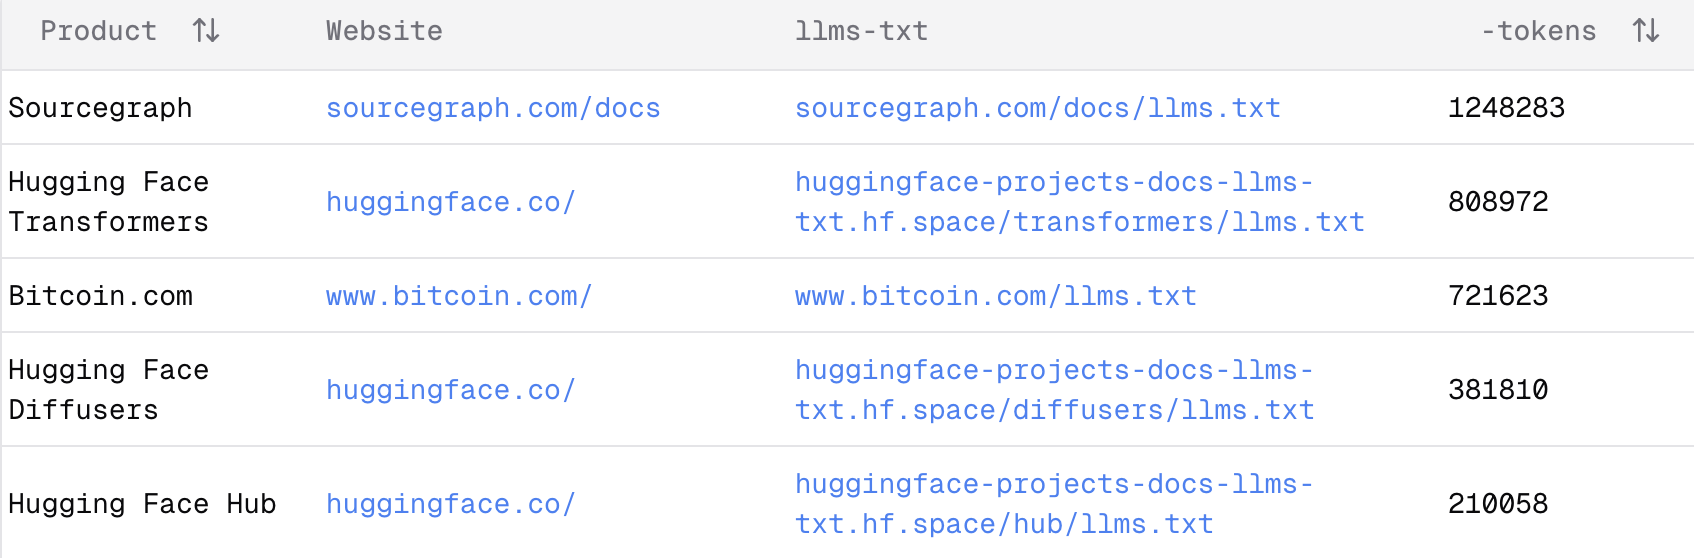 Product ↑↓ Website llms-txt -tokens ↑↓
Sourcegraph sourcegraph.com/docs sourcegraph.com/docs/llms.txt 1248283
Hugging Face
Transformers
huggingface.co/
huggingface-projects-docs-llms-
txt.hf.space/transformers/llms.txt
808972
Bitcoin.com www.bitcoin.com/ www.bitcoin.com/llms.txt 721623
Hugging Face
Diffusers
huggingface.co/
huggingface-projects-docs-llms-
txt.hf.space/diffusers/llms.txt
381810
Hugging Face Hub
huggingface.co/
huggingface-projects-docs-llms-
txt.hf.space/hub/llms.txt
210058